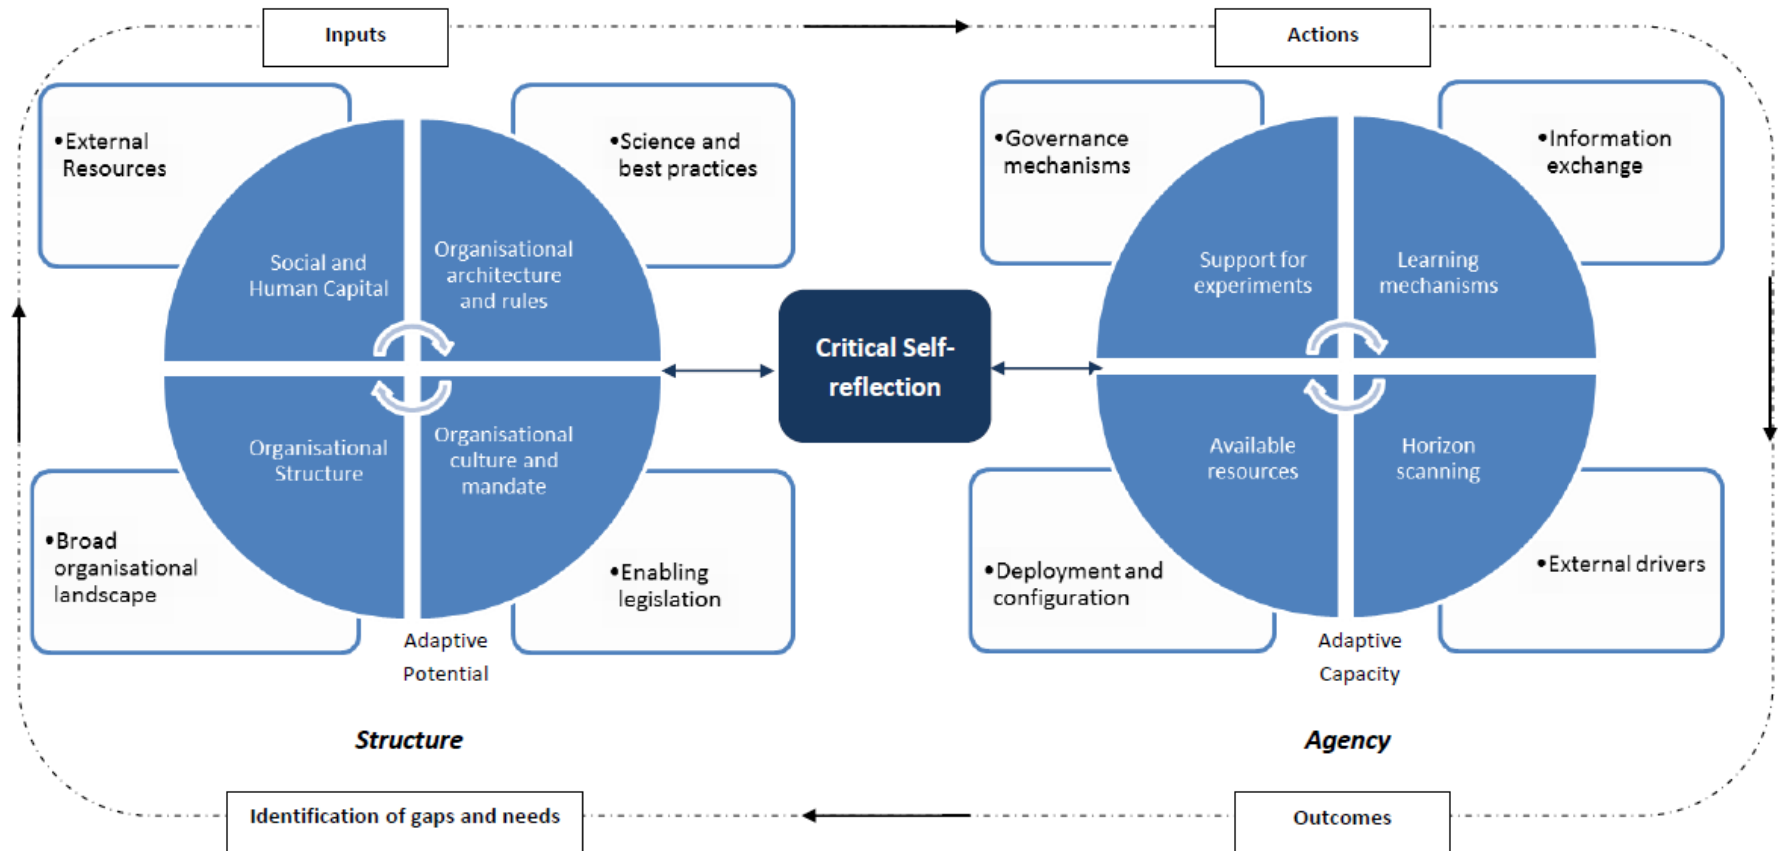 Inputs
Actions
•External
Resources
•Science and
best practices
•Governance
mechanisms
•Information
exchange
Social and
Human Capital
Organisational
architecture
and rules
Support for
experiments
Learning
mechanisms
Critical Self-
reflection
Organisational
Structure
Organisational
culture and
mandate
Available
resources
Horizon
scanning
•Broad
organisational
landscape
•Enabling
legislation
•Deployment and
configuration
•External drivers
Adaptive
Potential
Adaptive
Capacity
Structure
Agency
Identification of gaps and needs
Outcomes